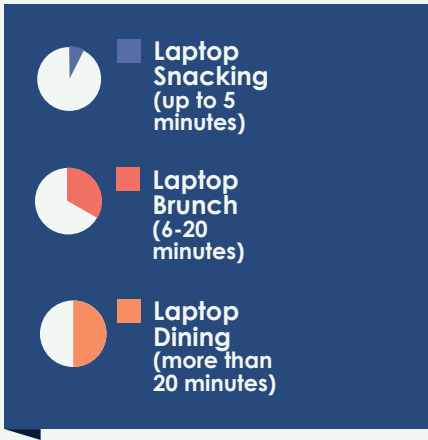 Laptop
Snacking
(up to 5
minutes)
Laptop
Brunch
(6-20
minutes)
Laptop
Dining
(more than
20 minutes)